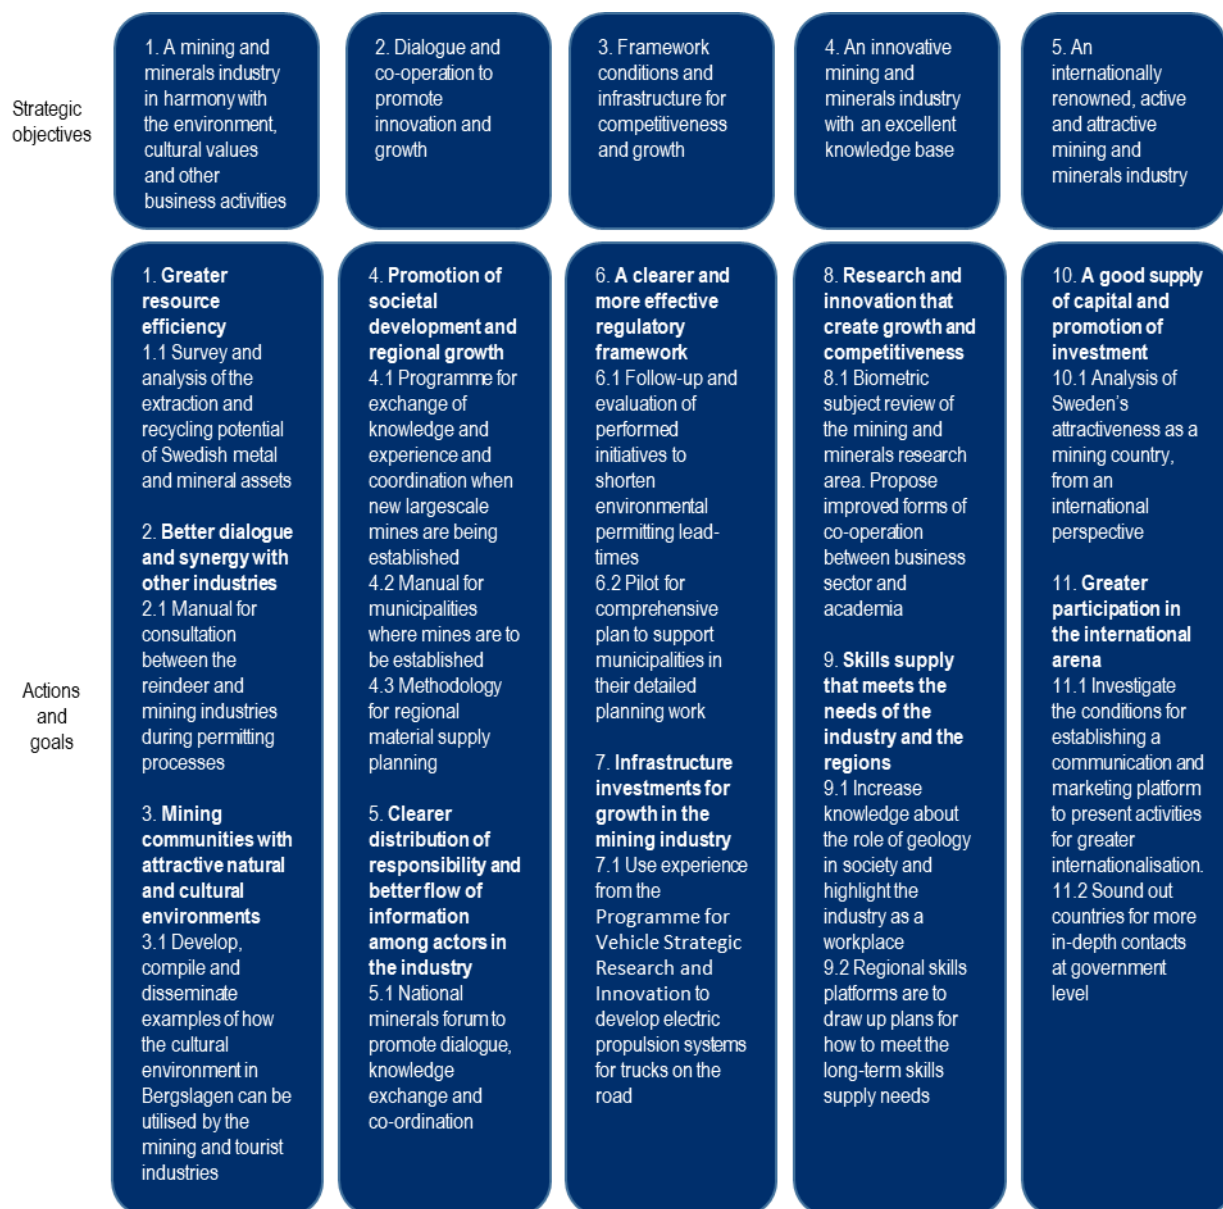 Strategic
objectives
1. A mining and
minerals industry
in harmony with
the environment,
cultural values
and other
business activities
2. Dialogue and
co-operation to
promote
innovation and
growth
3. Framework
conditions and
infrastructure for
competitiveness
and growth
4. An innovative
mining and
minerals industry
with an excellent
knowledge base
5. An
internationally
renowned, active
and attractive
mining and
minerals industry
Actions
and
goals
1. Greater
resource
efficiency
1.1 Survey and
analysis of the
extraction and
recycling potential
of Swedish metal
and mineral assets
2. Better dialogue
and synergy with
other industries
2.1 Manual for
consultation
between the
reindeer and
mining industries
during permitting
processes
3. Mining
communities with
attractive natural
and cultural
environments
3.1 Develop,
compile and
disseminate
examples of how
the cultural
environment in
Bergslagen can be
utilised by the
mining and tourist
industries
4. Promotion of
societal
development and
regional growth
4.1 Programme for
exchange of
knowledge and
experience and
coordination when
new largescale
mines are being
established
4.2 Manual for
municipalities
where mines are to
be established
4.3 Methodology
for regional
material supply
planning
5. Clearer
distribution of
responsibility and
better flow of
information
among actors in
the industry
5.1 National
minerals forum to
promote dialogue,
knowledge
exchange and
co-ordination
6. A clearer and
more effective
regulatory
framework
6.1 Follow-up and
evaluation of
performed
initiatives to
shorten
environmental
permitting lead-
times
6.2 Pilot for
comprehensive
plan to support
municipalities in
their detailed
planning work
7. Infrastructure
investments for
growth in the
mining industry
7.1 Use experience
from the
Programme for
Vehicle Strategic
Research and
Innovation to
develop electric
propulsion systems
for trucks on the
road
8. Research and
innovation that
create growth and
competitiveness
8.1 Biometric
subject review of
the mining and
minerals research
area. Propose
improved forms of
co-operation
between business
sector and
academia
9. Skills supply
that meets the
needs of the
industry and the
regions
9.1 Increase
knowledge about
the role of geology
in society and
highlight the
industry as a
workplace
9.2 Regional skills
platforms are to
draw up plans for
how to meet the
long-term skills
supply needs
10. A good supply
of capital and
promotion of
investment
10.1 Analysis of
Sweden's
attractiveness as a
mining country,
from an
international
perspective
11. Greater
participation in
the international
arena
11.1 Investigate
the conditions for
establishing a
communication and
marketing platform
to present activities
for greater
internationalisation.
11.2 Sound out
countries for more
in-depth contacts
at government
level